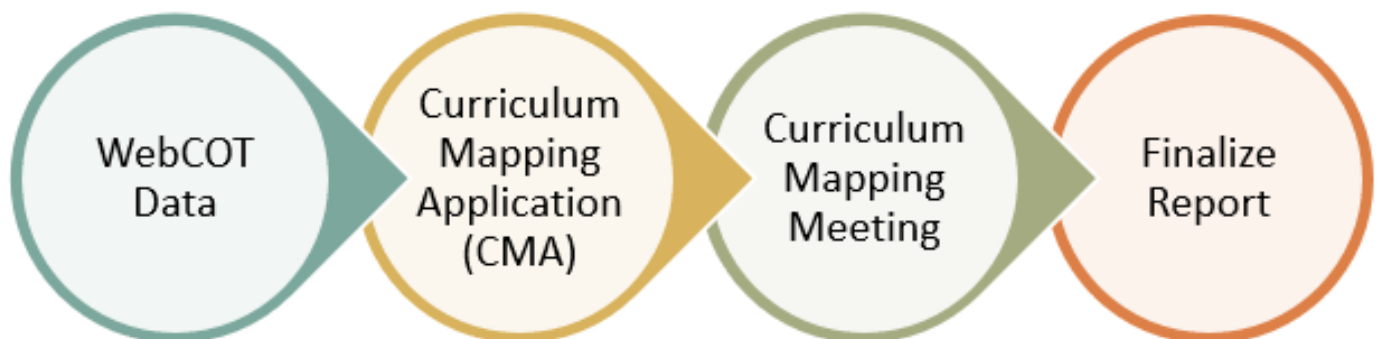 WebCOT
Data
Curriculum
Mapping
Application
(CMA)
Curriculum
Mapping
Meeting
Finalize
Report